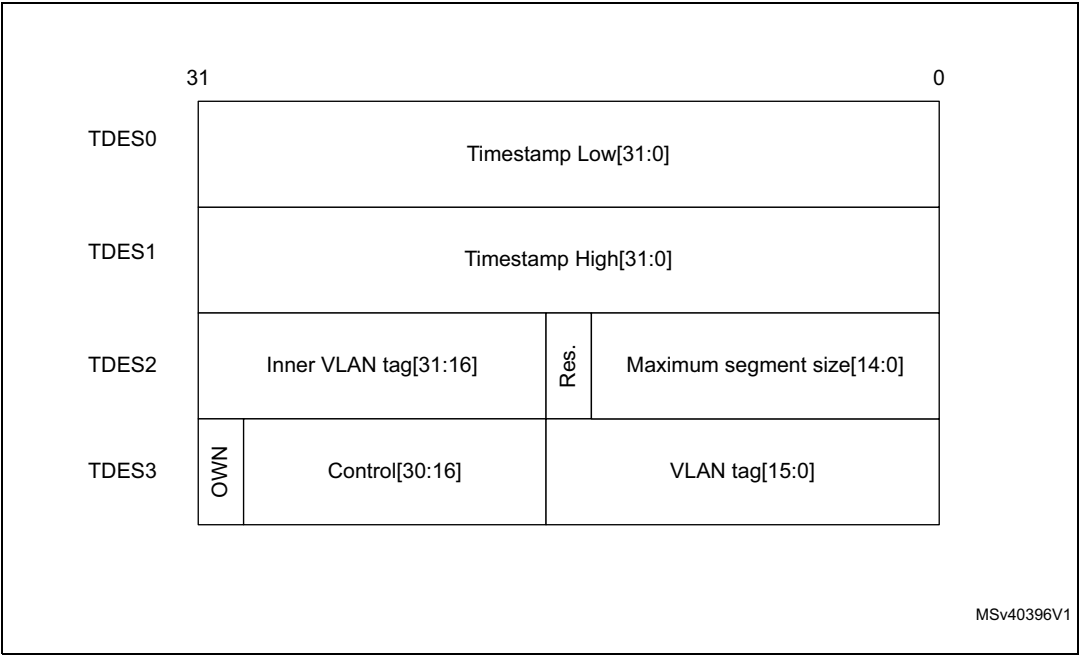 31 0
TDES0 Timestamp Low[31:0]
TDES1 Timestamp High[31:0]
TDES2 Inner VLAN tag[31:16] Res. Maximum segment size[14:0]
TDES3 OWN Control[30:16] VLAN tag[15:0]
MSv40396V1